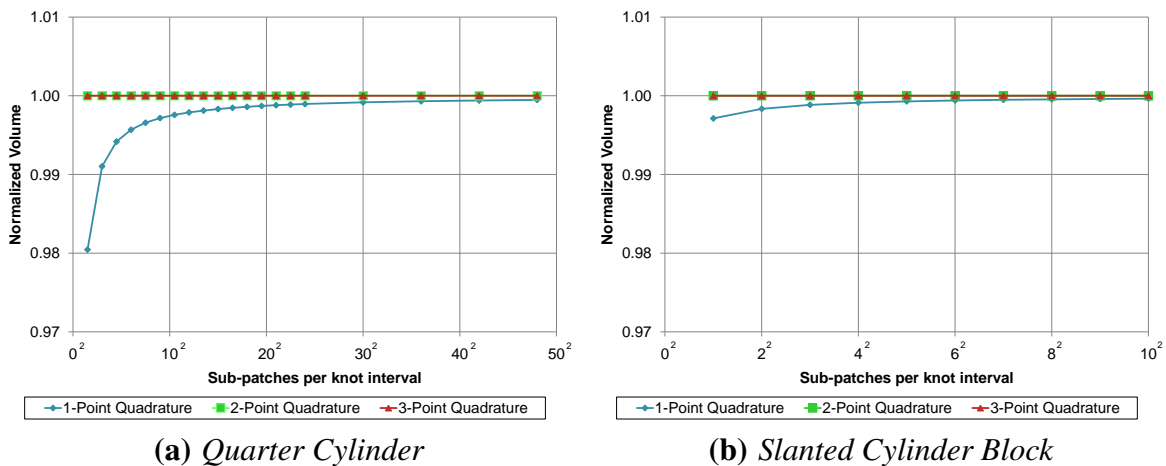 1.01
1.00
0.99
0.98
0.97
Normalized Volume
0² 10² 20² 30² 40² 50²
Sub-patches per knot interval
1-Point Quadrature 2-Point Quadrature 3-Point Quadrature
(a) Quarter Cylinder
1.01
1.00
0.99
0.98
0.97
Normalized Volume
0² 2² 4² 6² 8² 10²
Sub-patches per knot interval
1-Point Quadrature 2-Point Quadrature 3-Point Quadrature
(b) Slanted Cylinder Block